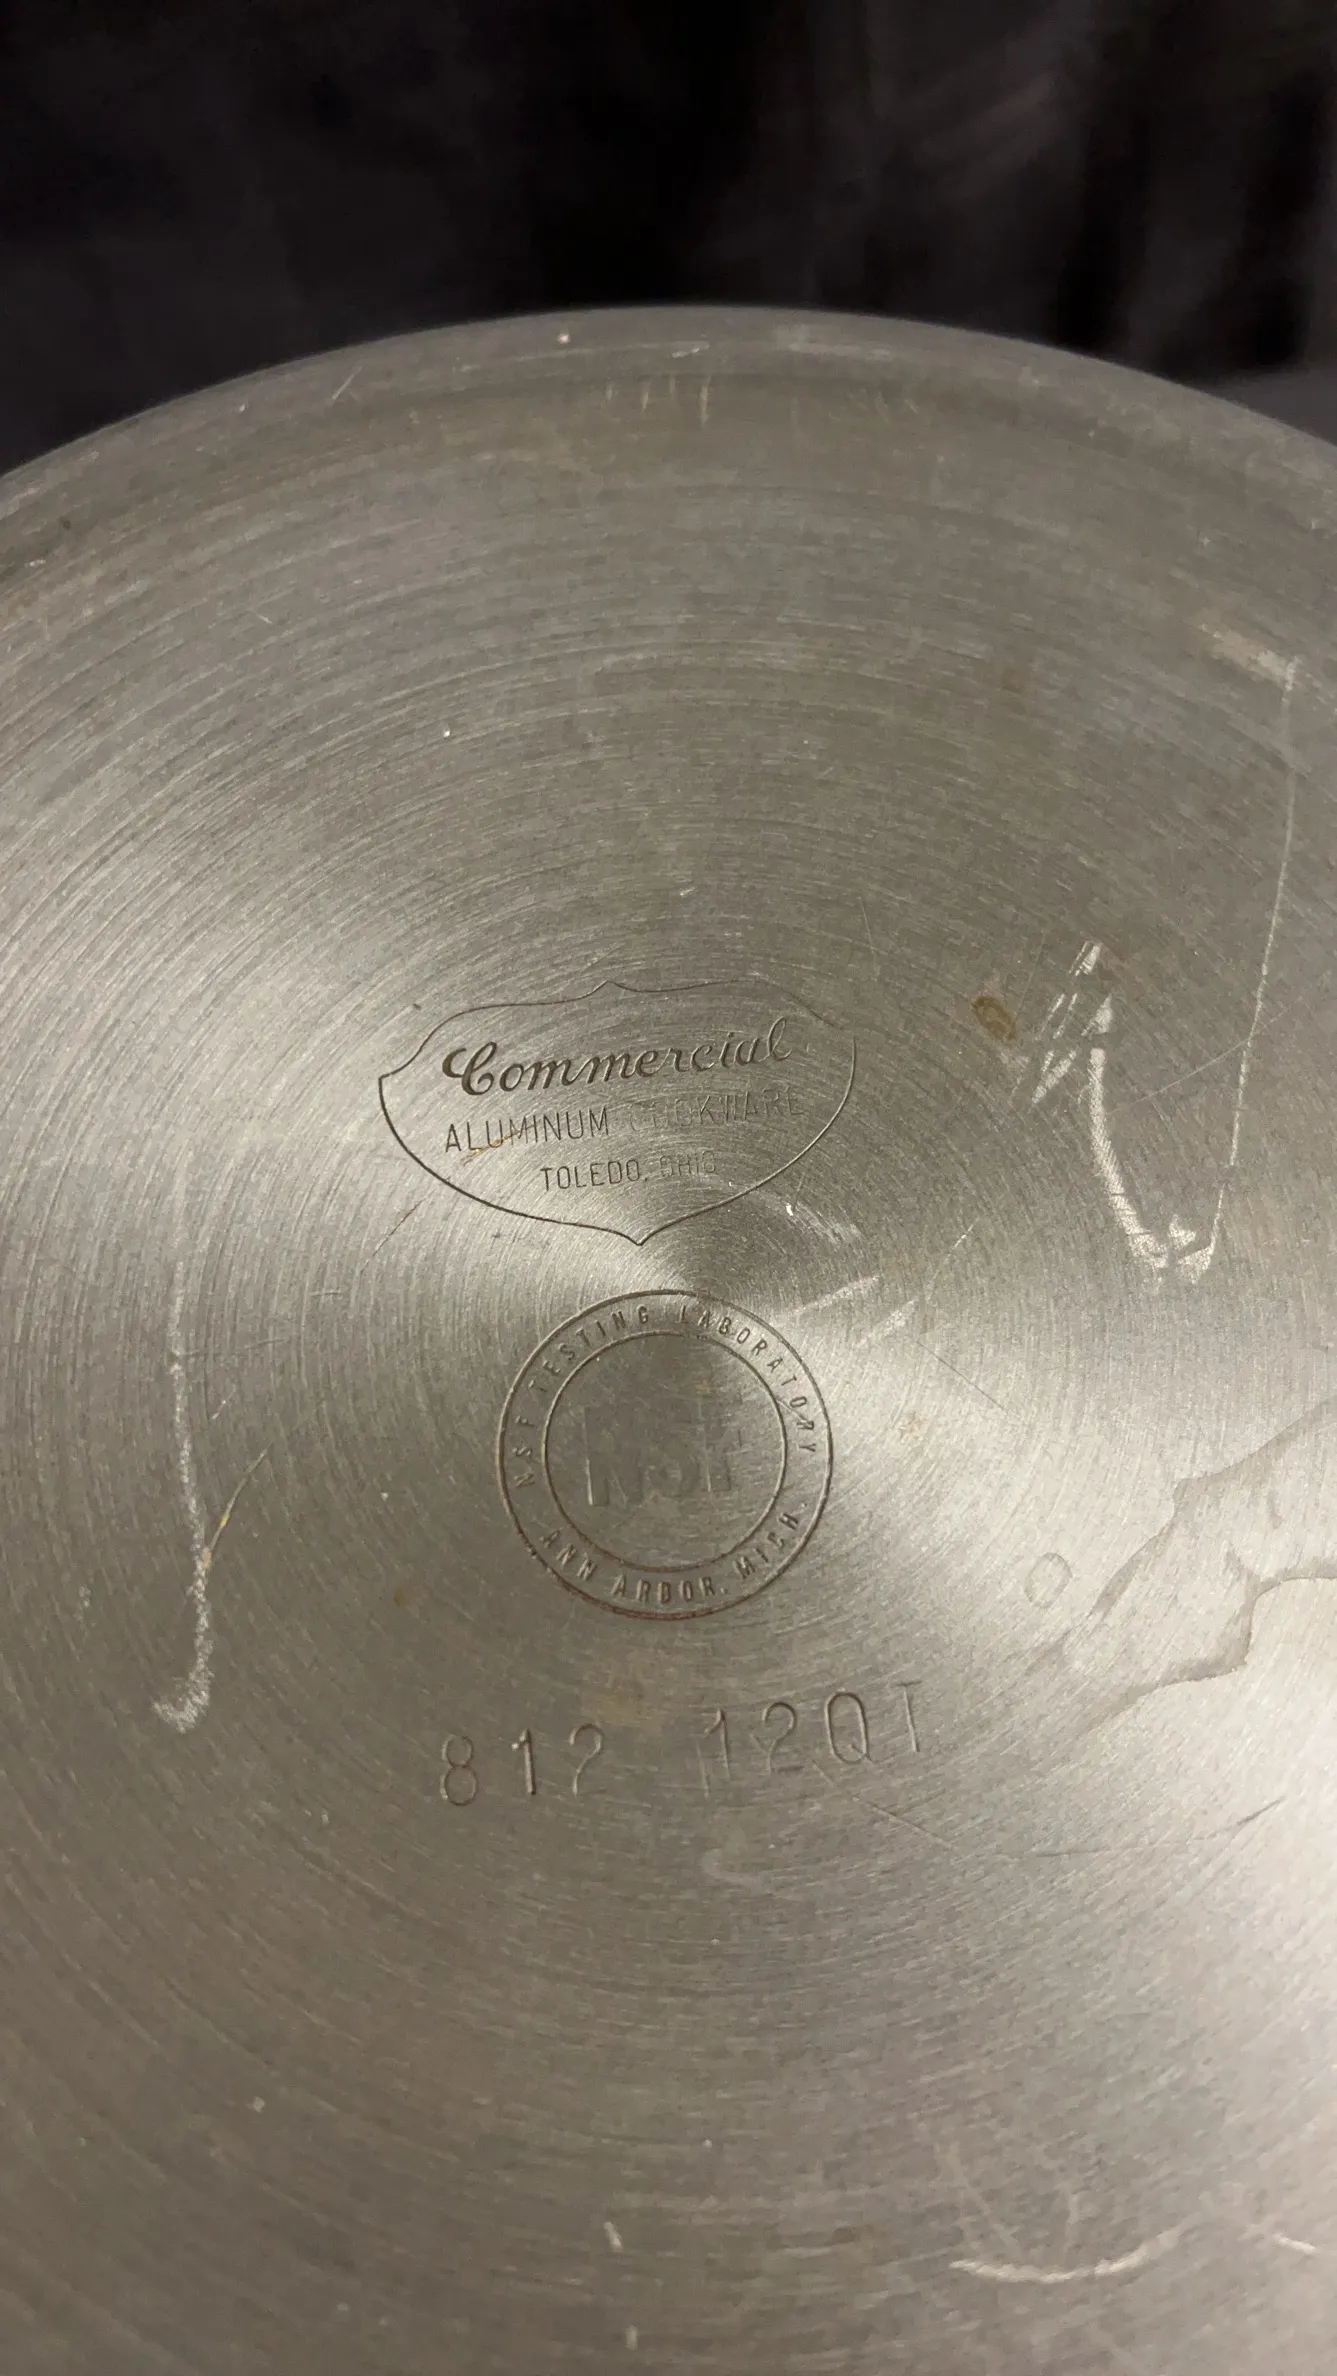 Commercial
ALUMINUM COOKWARE
TOLEDO, OHIO
NSF TESTING LABORATORY
NSF
ANN ARBOR, MICH.
812 12QT